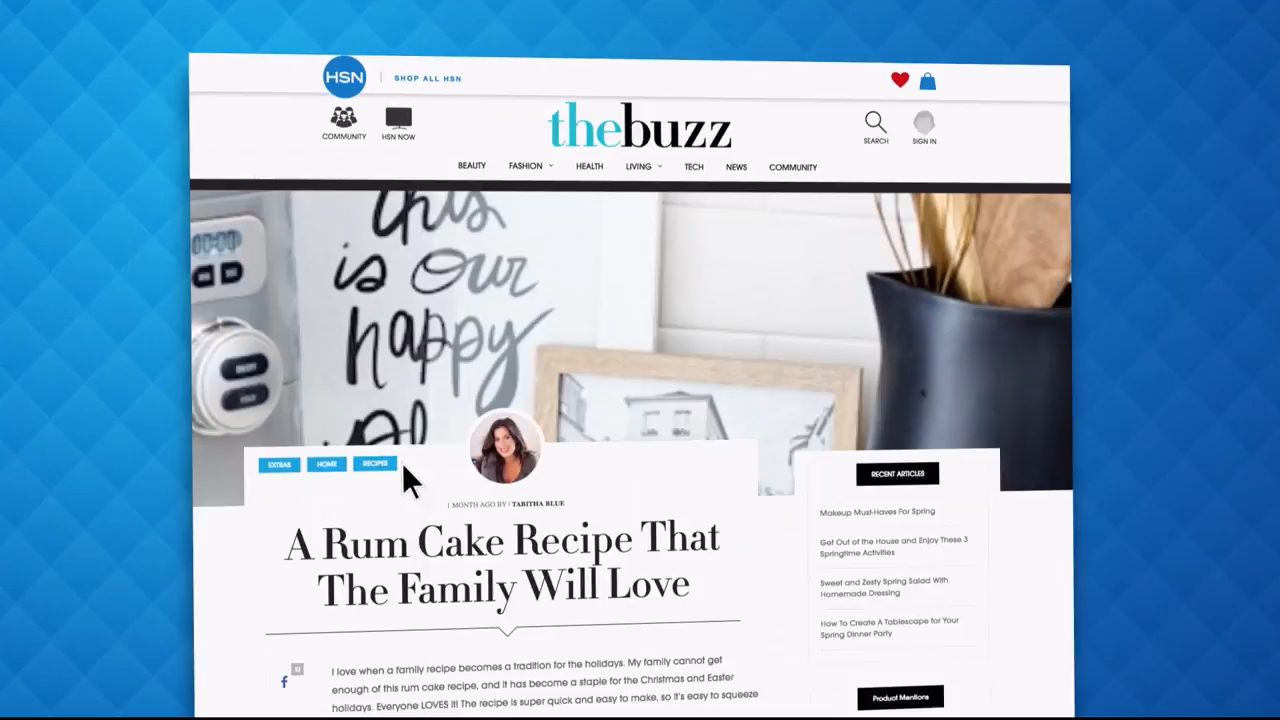 HSN
SHOP ALL HSN
COMMUNITY
HSN NOW
thebuzz
SEARCH
SIGN IN
BEAUTY FASHION HEALTH LIVING TECH NEWS COMMUNITY
this
is our
happy
EXTRAS HOME RECIPES
1 MONTH AGO BY | TABITHA BLUE
A Rum Cake Recipe That
The Family Will Love
I love when a family recipe becomes a tradition for the holidays. My family cannot get
enough of this rum cake recipe, and it has become a staple for the Christmas and Easter
holidays. Everyone LOVES it! The recipe is super quick and easy to make, so it's easy to squeeze
RECENT ARTICLES
Makeup Must-Haves For Spring
Get Out of the House and Enjoy These 3
Springtime Activities
Sweet and Zesty Spring Salad With
Homemade Dressing
How To Create A Tablescape for Your
Spring Dinner Party
Product Mentions